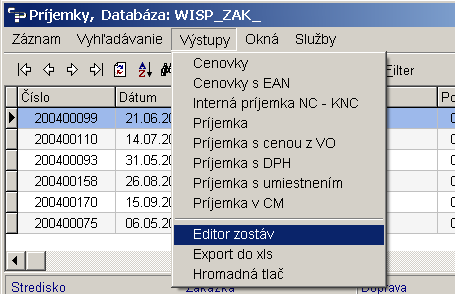 Príjemky, Databáza: WISP_ZAK_
Záznam Vyhľadávanie Výstupy Okná Služby
Filter
Cenovky
Cenovky s EAN
Interná príjemka NC - KNC
Príjemka
Príjemka s cenou z VO
Príjemka s DPH
Príjemka s umiestnením
Príjemka v CM
Editor zostáv
Export do xls
Hromadná tlač
Číslo Dátum
200400099 21.06.20
200400110 14.07.20
200400093 31.05.20
200400158 26.08.20
200400170 15.09.20
200400075 06.05.20
Stredisko Zákazka Doprava